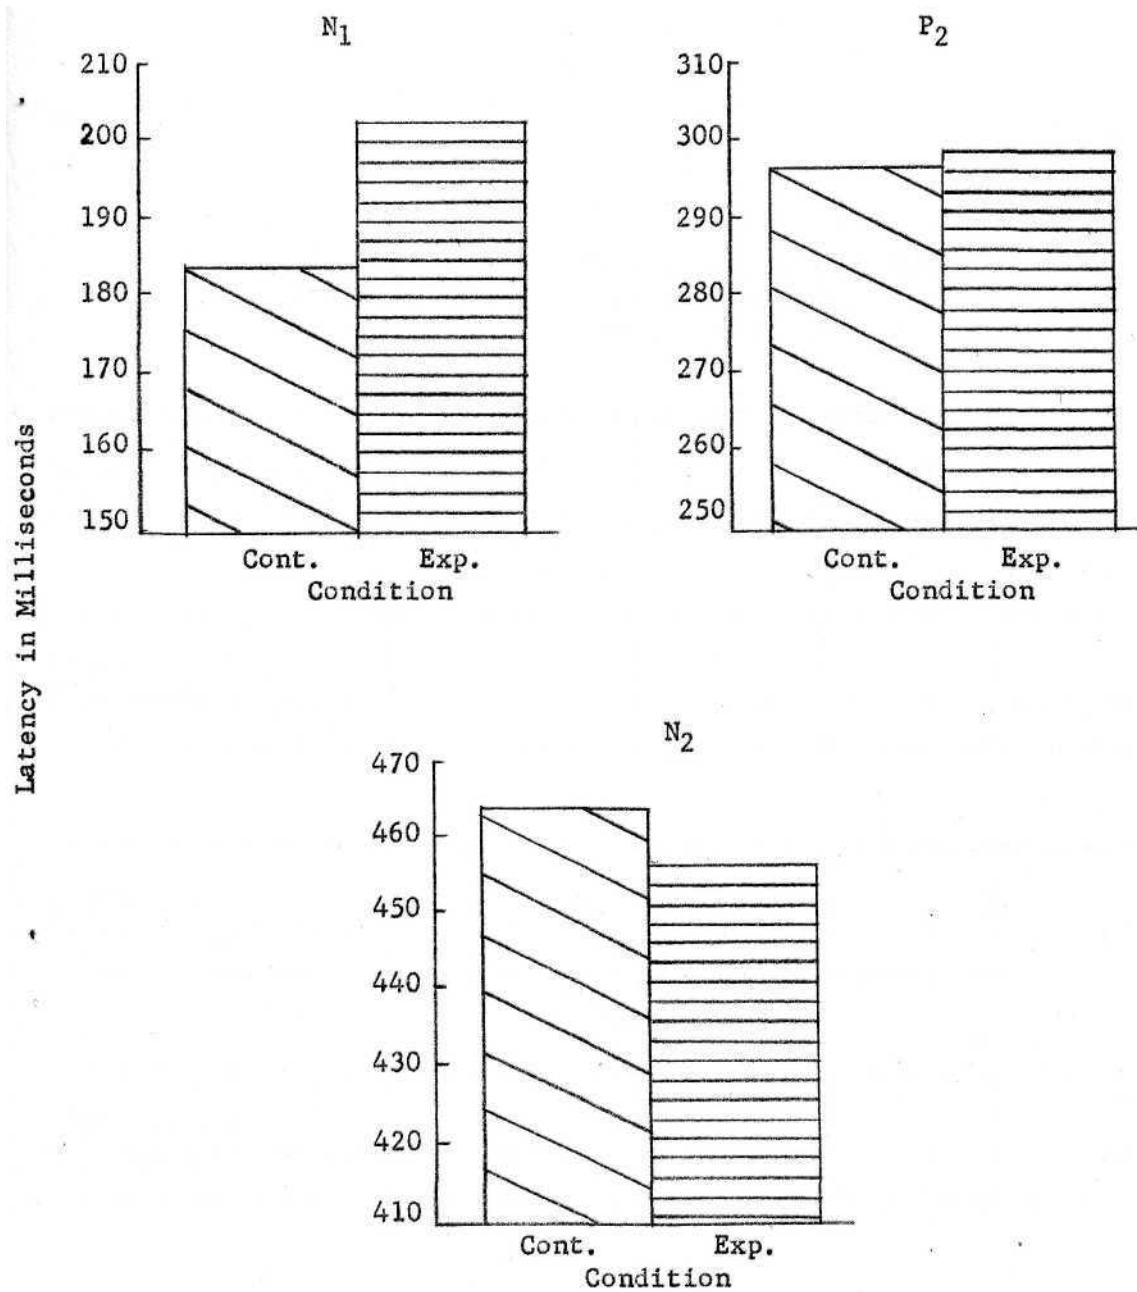 N1
210
200
190
180
170
160
150
Cont. Exp.
Condition
P2
310
300
290
280
270
260
250
Cont. Exp.
Condition
Latency in Milliseconds
N2
470
460
450
440
430
420
410
Cont. Exp.
Condition